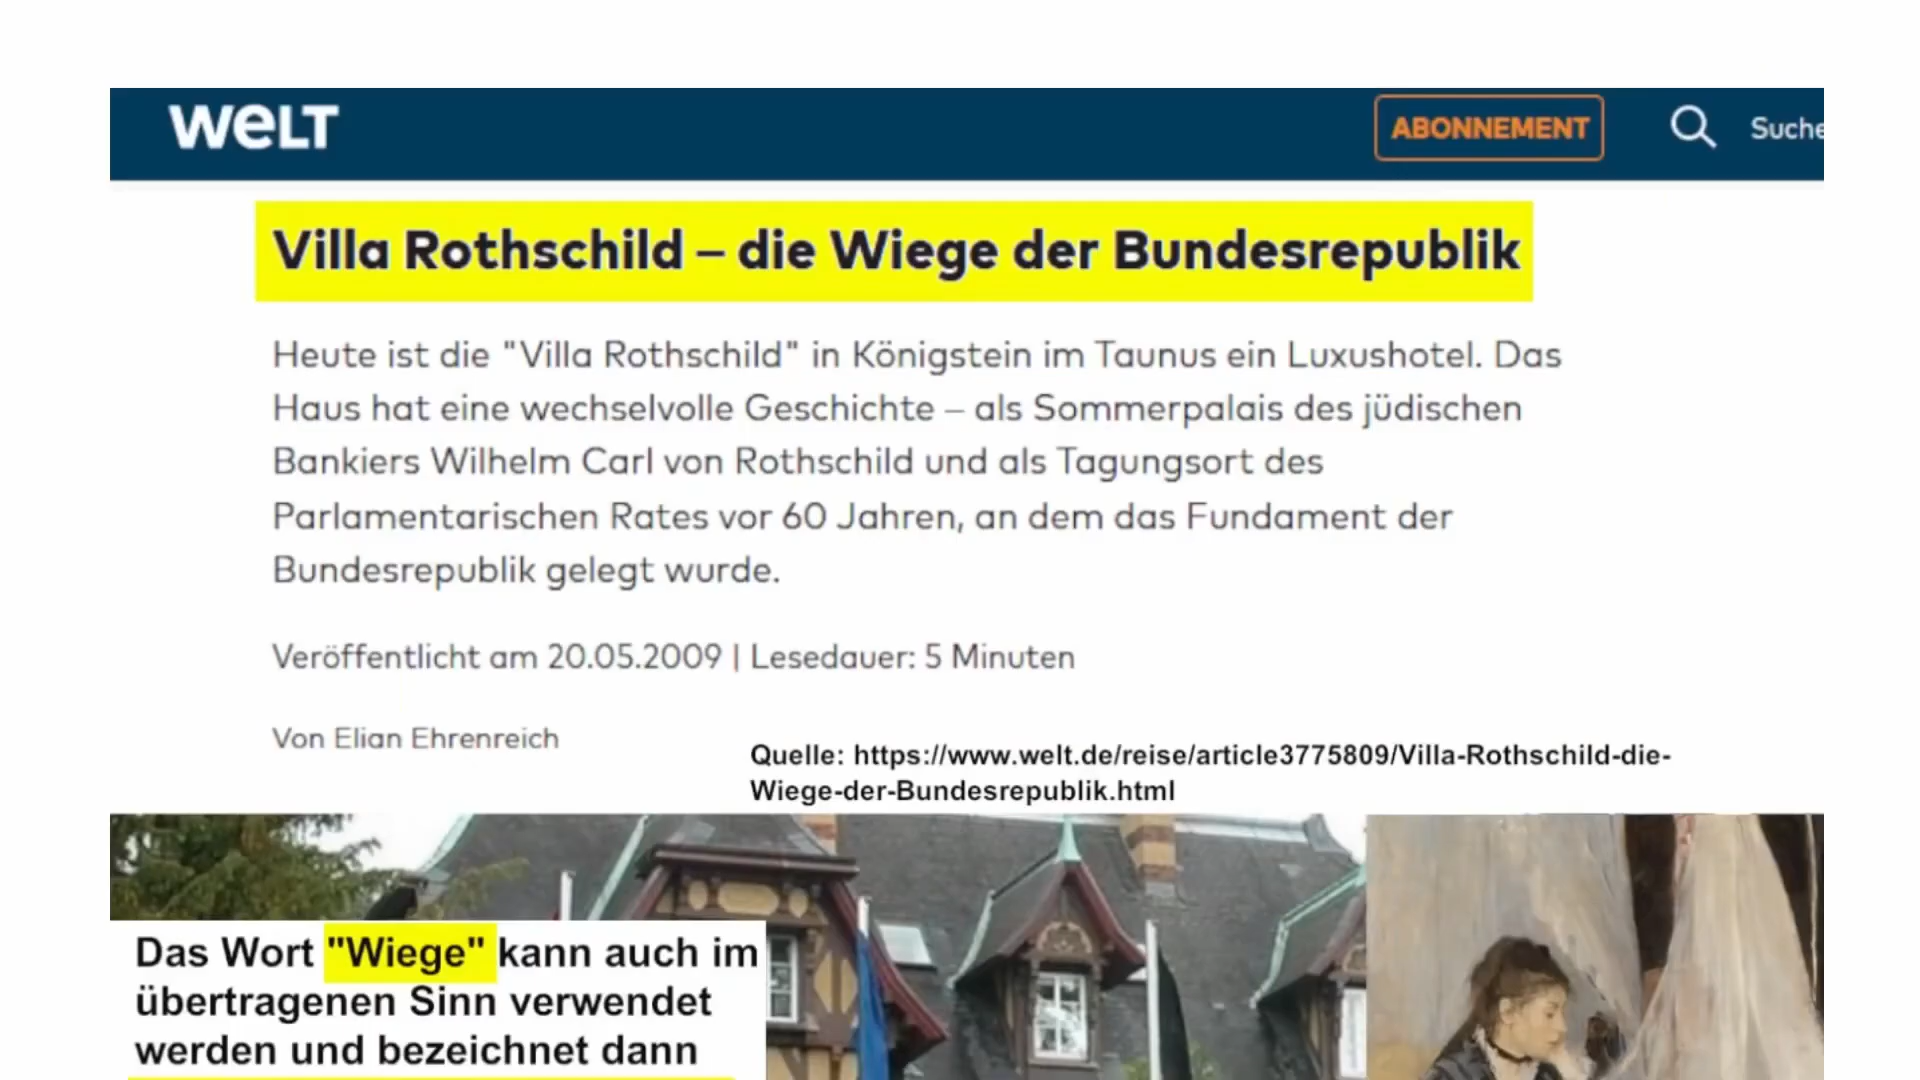 WELT
ABONNEMENT
Suche
Villa Rothschild – die Wiege der Bundesrepublik
Heute ist die "Villa Rothschild" in Königstein im Taunus ein Luxushotel. Das
Haus hat eine wechselvolle Geschichte – als Sommerpalais des jüdischen
Bankiers Wilhelm Carl von Rothschild und als Tagungsort des
Parlamentarischen Rates vor 60 Jahren, an dem das Fundament der
Bundesrepublik gelegt wurde.
Veröffentlicht am 20.05.2009 | Lesedauer: 5 Minuten
Von Elian Ehrenreich
Quelle: https://www.welt.de/reise/article3775809/Villa-Rothschild-die-
Wiege-der-Bundesrepublik.html
Das Wort "Wiege" kann auch im
übertragenen Sinn verwendet
werden und bezeichnet dann